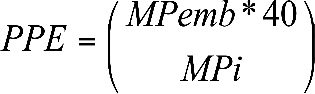 PPE = ( MPemb * 40
MPi )